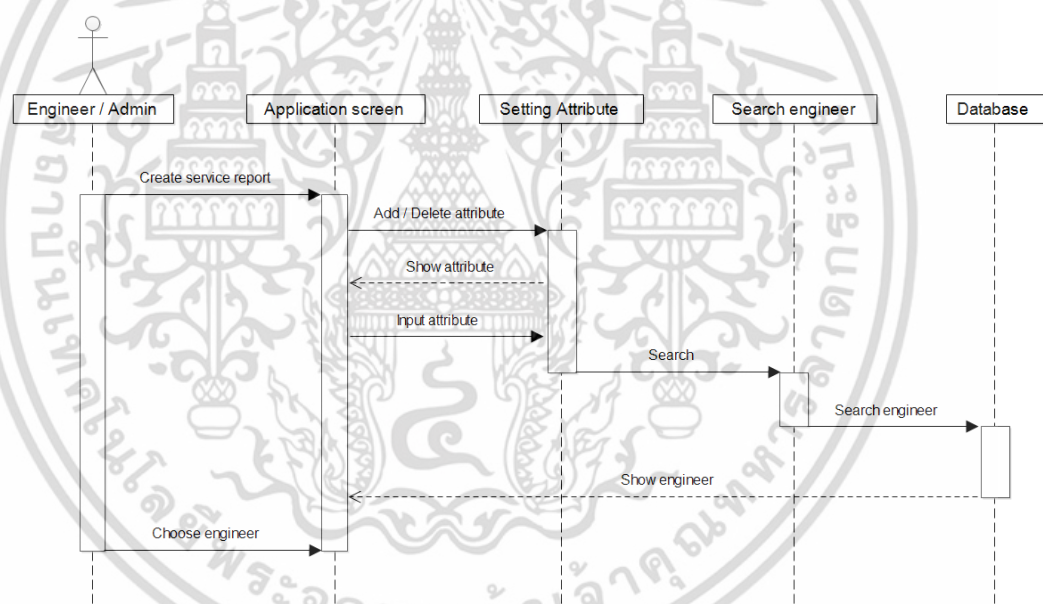 Engineer / Admin
Application screen
Setting Attribute
Search engineer
Database
Create service report
Add / Delete attribute
Show attribute
Input attribute
Search
Search engineer
Show engineer
Choose engineer